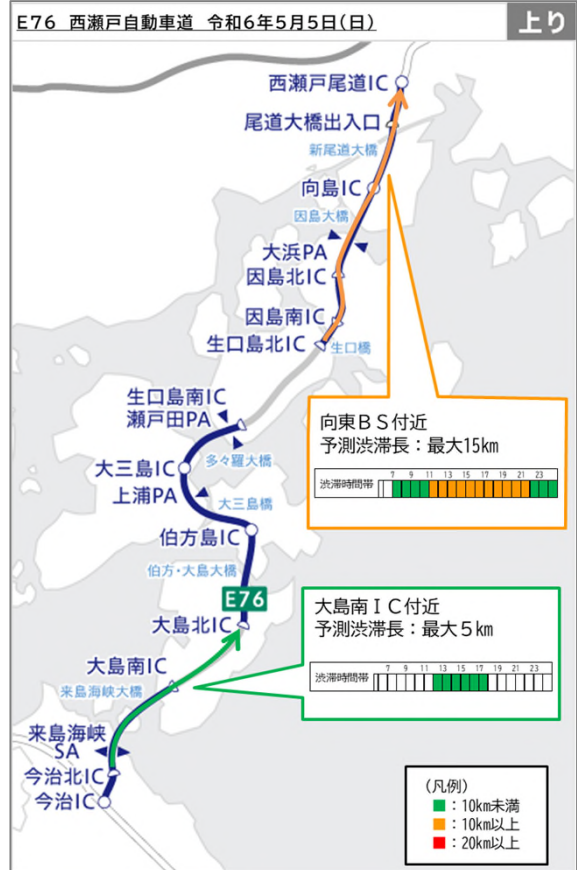 E76 西瀬戸自動車道 令和6年5月5日(日)
上り
西瀬戸尾道IC
尾道大橋出入口
新尾道大橋
向島IC
因島大橋
大浜PA
因島北IC
因島南IC
生口島北IC
生口橋
生口島南IC
瀬戸田PA
多々羅大橋
大三島IC
上浦PA
大三島橋
伯方島IC
伯方・大島大橋
E76
大島北IC
大島南IC
来島海峡大橋
来島海峡
SA
今治北IC
今治IC
向東BS付近
予測渋滞長：最大15km
7 9 11 13 15 17 19 21 23
渋滞時間帯
大島南IC付近
予測渋滞長：最大5km
7 9 11 13 15 17 19 21 23
渋滞時間帯
(凡例)
：10km未満
：10km以上
：20km以上